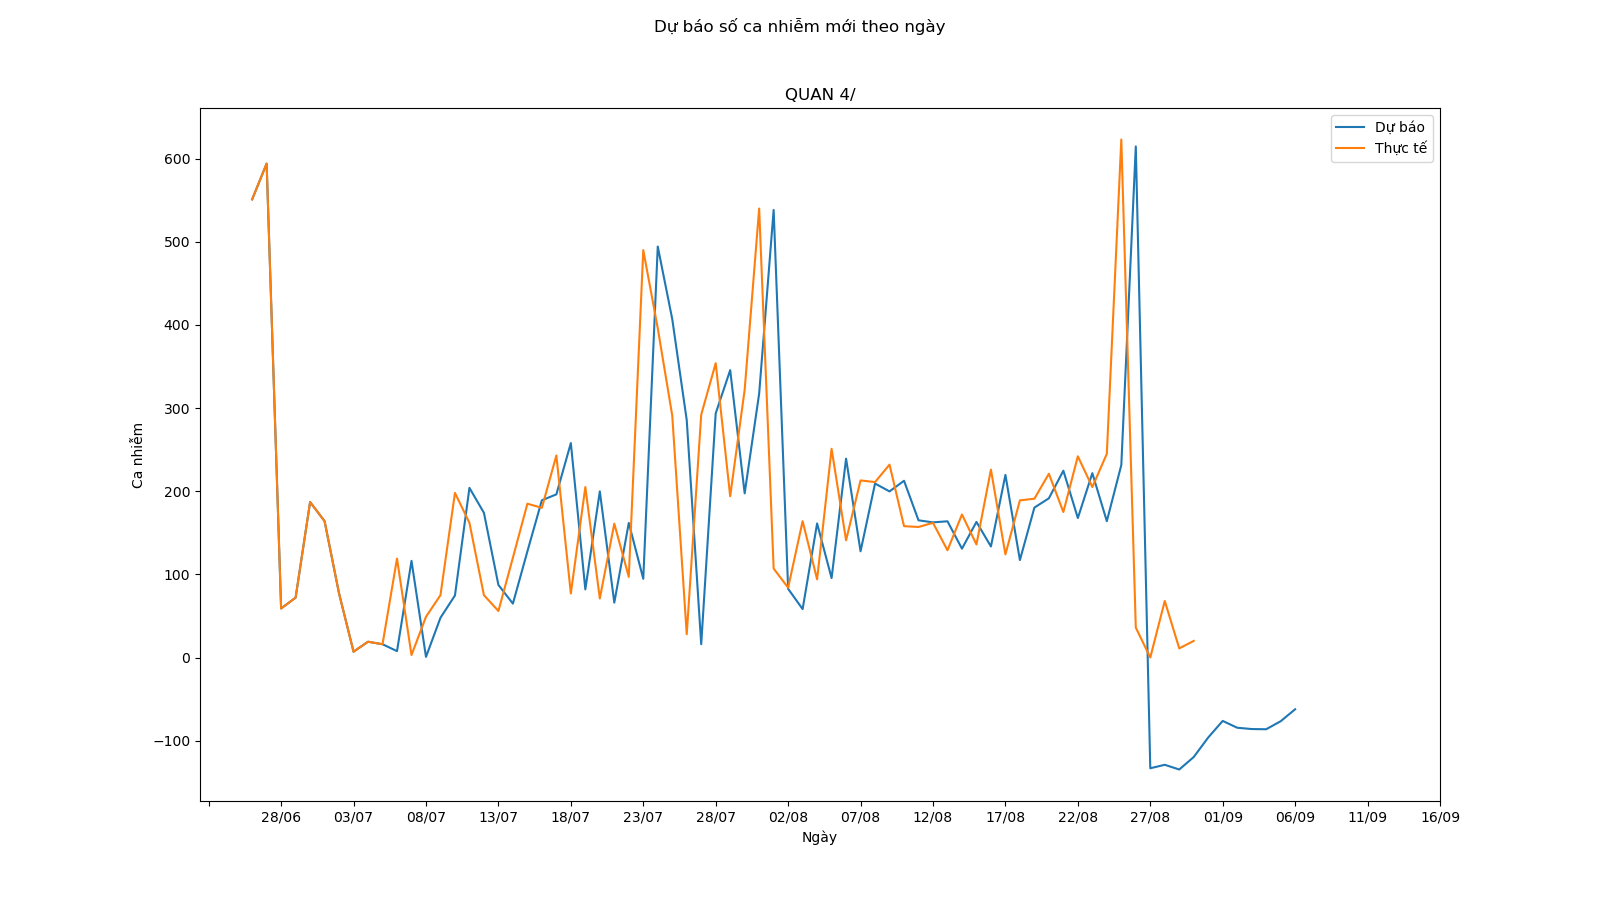 Dự báo số ca nhiễm mới theo ngày
QUAN 4/
Dự báo
Thực tế
600
500
400
300
200
100
0
−100
Ca nhiễm
28/06 03/07 08/07 13/07 18/07 23/07 28/07 02/08 07/08 12/08 17/08 22/08 27/08 01/09 06/09 11/09 16/09
Ngày